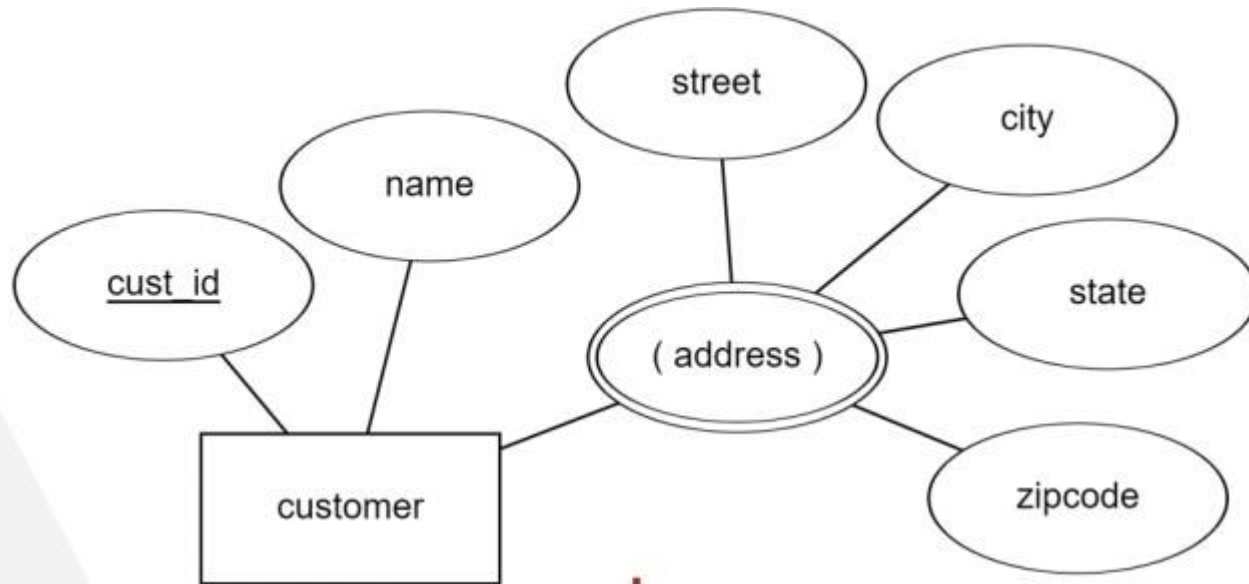 street
city
name
cust_id
state
( address )
zipcode
customer